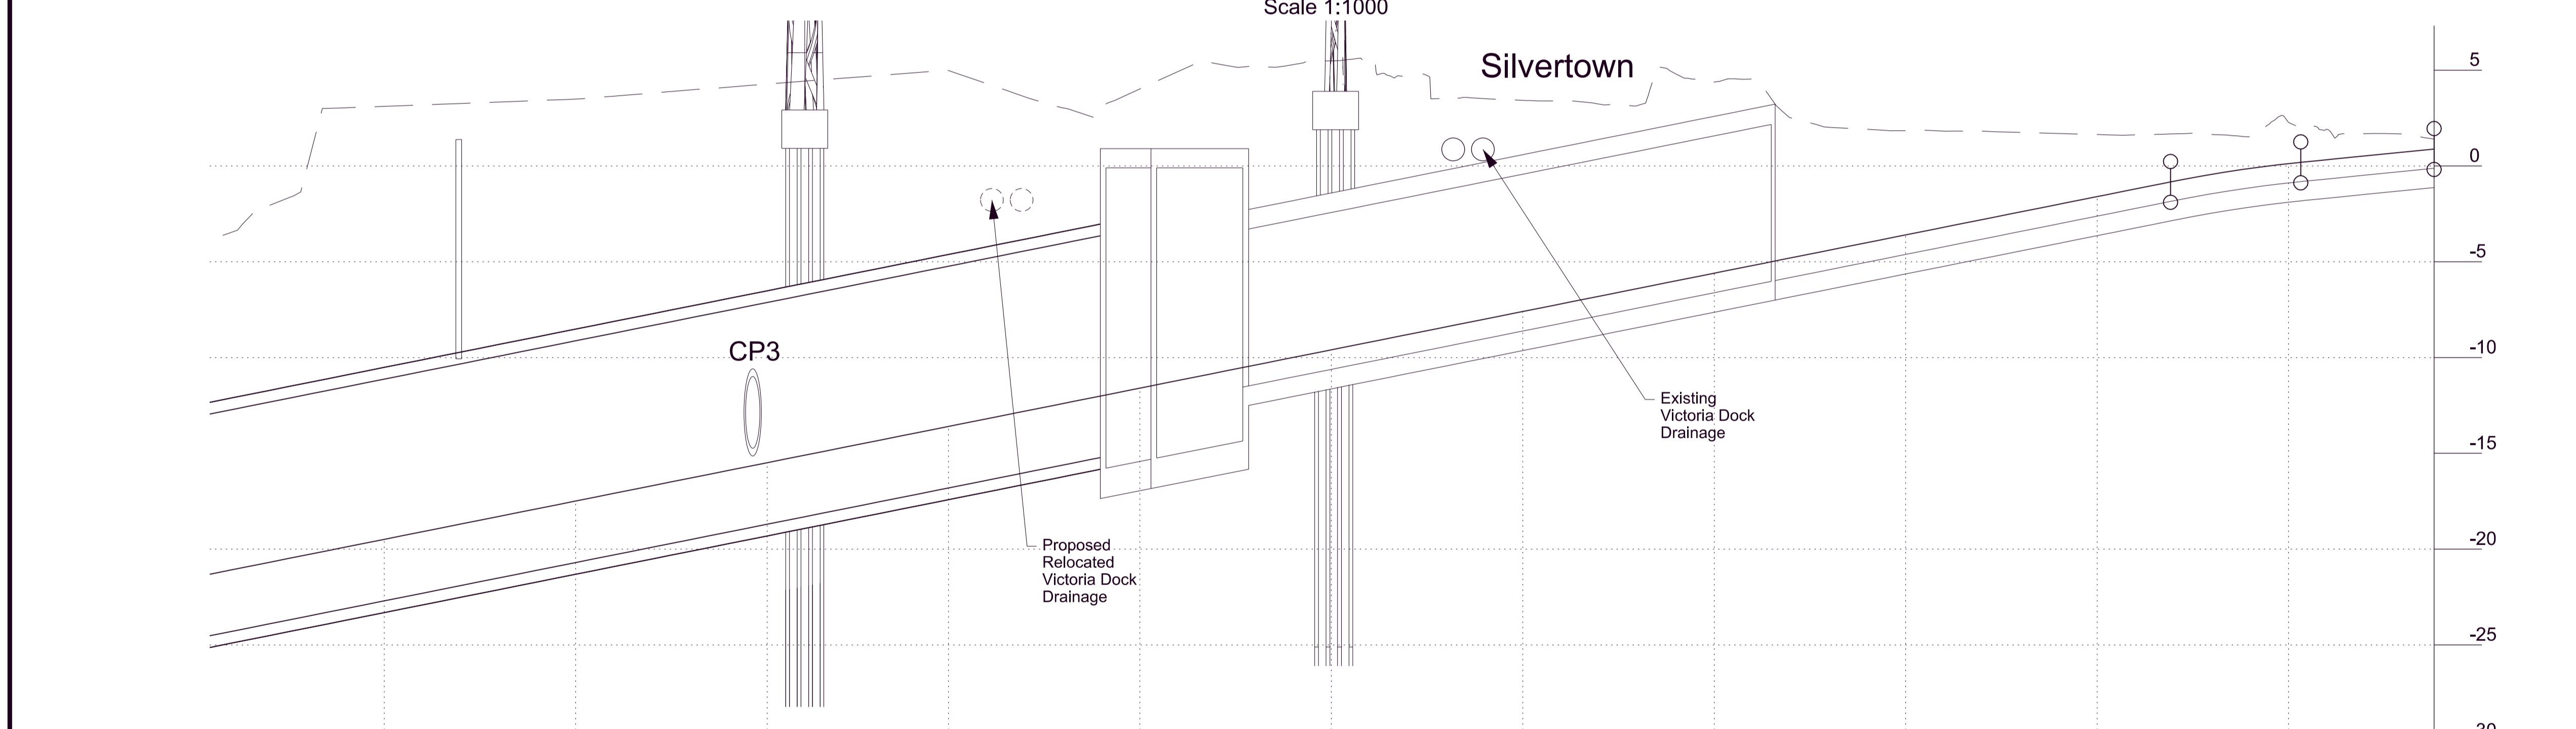 Scale 1:1000
Silvertown
5
0
-5
CP3
-10
Existing
Victoria Dock
Drainage
-15
-20
Proposed
Relocated
Victoria Dock
Drainage
-25